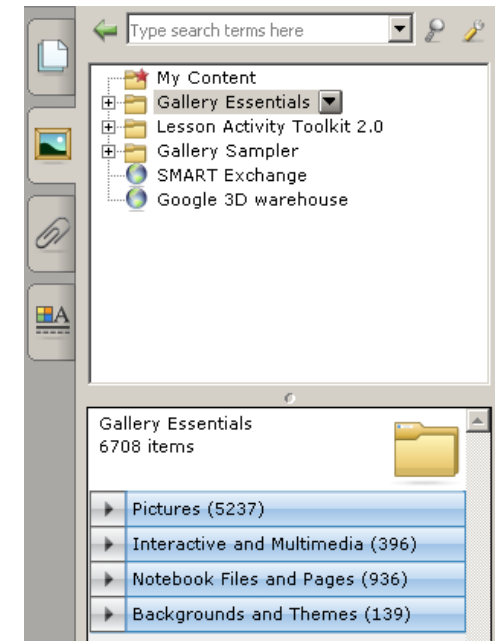 Type search terms here
My Content
Gallery Essentials
Lesson Activity Toolkit 2.0
Gallery Sampler
SMART Exchange
Google 3D warehouse
A
Gallery Essentials
6708 items
Pictures (5237)
Interactive and Multimedia (396)
Notebook Files and Pages (936)
Backgrounds and Themes (139)